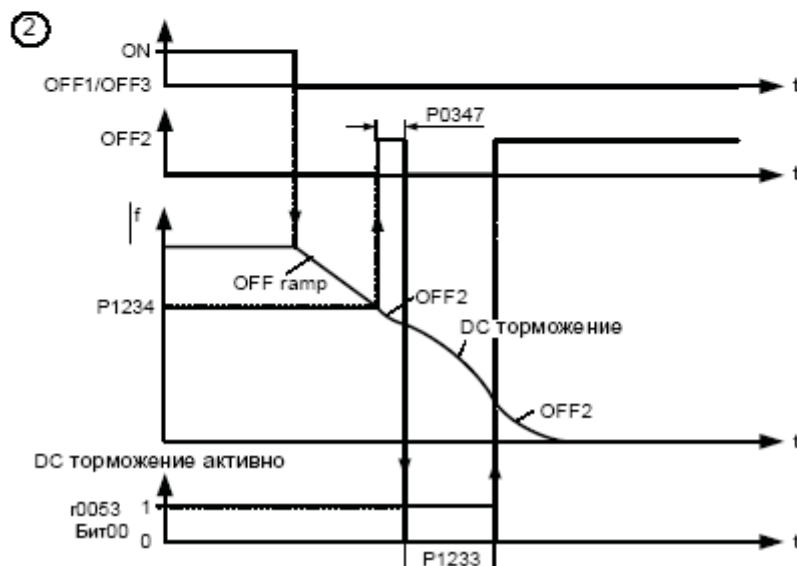 2
ON
OFF1/OFF3
t
P0347
OFF2
t
f
OFF ramp
P1234
OFF2
DC торможение
OFF2
t
DC торможение активно
r0053 1
Бит00
0
t
P1233